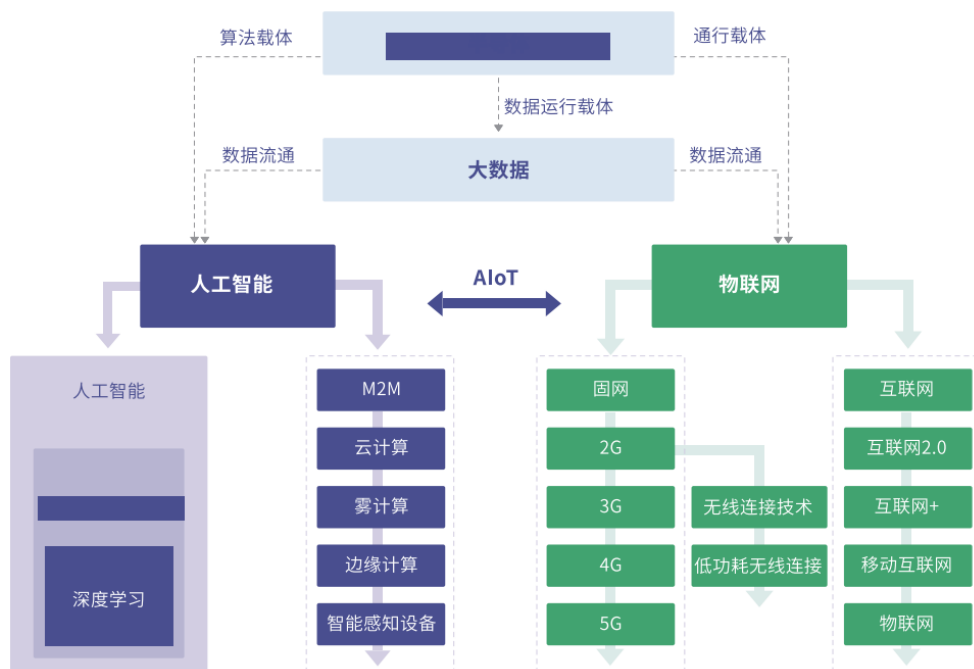 算法载体
通行载体
数据运行载体
数据流通
大数据
数据流通
人工智能
AIoT
物联网
人工智能
深度学习
M2M
云计算
雾计算
边缘计算
智能感知设备
固网
2G
3G
4G
5G
无线连接技术
低功耗无线连接
互联网
互联网2.0
互联网+
移动互联网
物联网